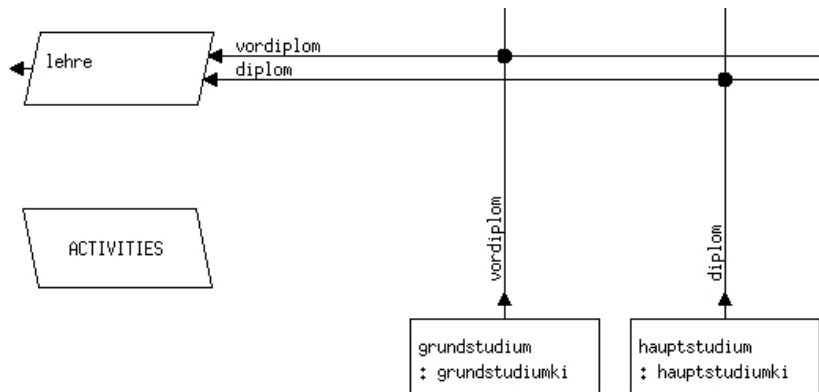 vordiplom
lehre
diplom
vordiplom
diplom
ACTIVITIES
grundstudium
: grundstudiumki
hauptstudium
: hauptstudiumki